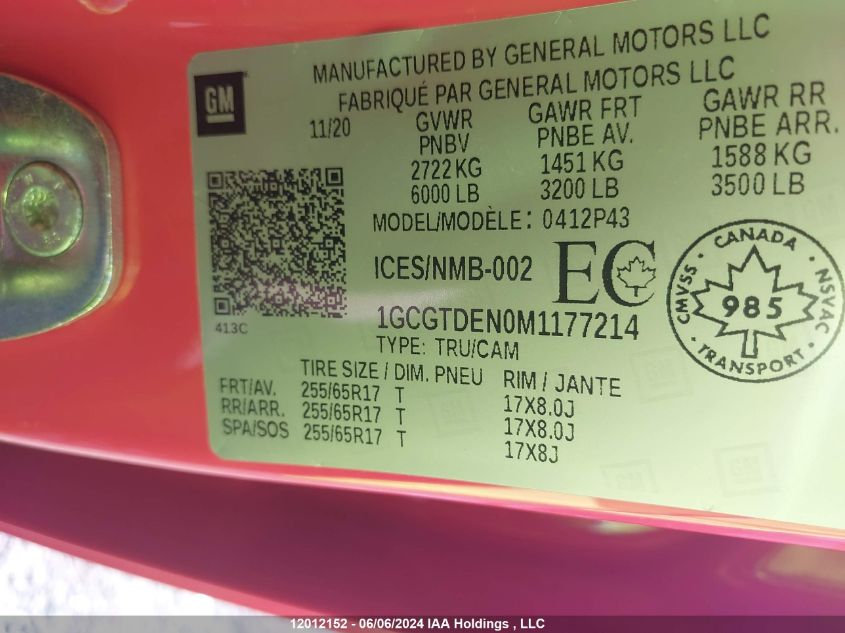 MANUFACTURED BY GENERAL MOTORS LLC
FABRIQUÉ PAR GENERAL MOTORS LLC
GM
11/20
GVWR
PNBV
2722 KG
6000 LB
GAWR FRT
PNBE AV.
1451 KG
3200 LB
GAWR RR
PNBE ARR.
1588 KG
3500 LB
MODEL/MODÈLE: 0412P43
ICES/NMB-002
EC
CANADA
CMVSS
985
NSVAC
TRANSPORT
413C
1GCGTDEN0M1177214
TYPE: TRU/CAM
TIRE SIZE / DIM. PNEU RIM / JANTE
FRT/AV. 255/65R17 T 17X8.0J
RR/ARR. 255/65R17 T 17X8.0J
SPA/SOS 255/65R17 T 17X8J
12012152 - 06/06/2024 IAA Holdings , LLC